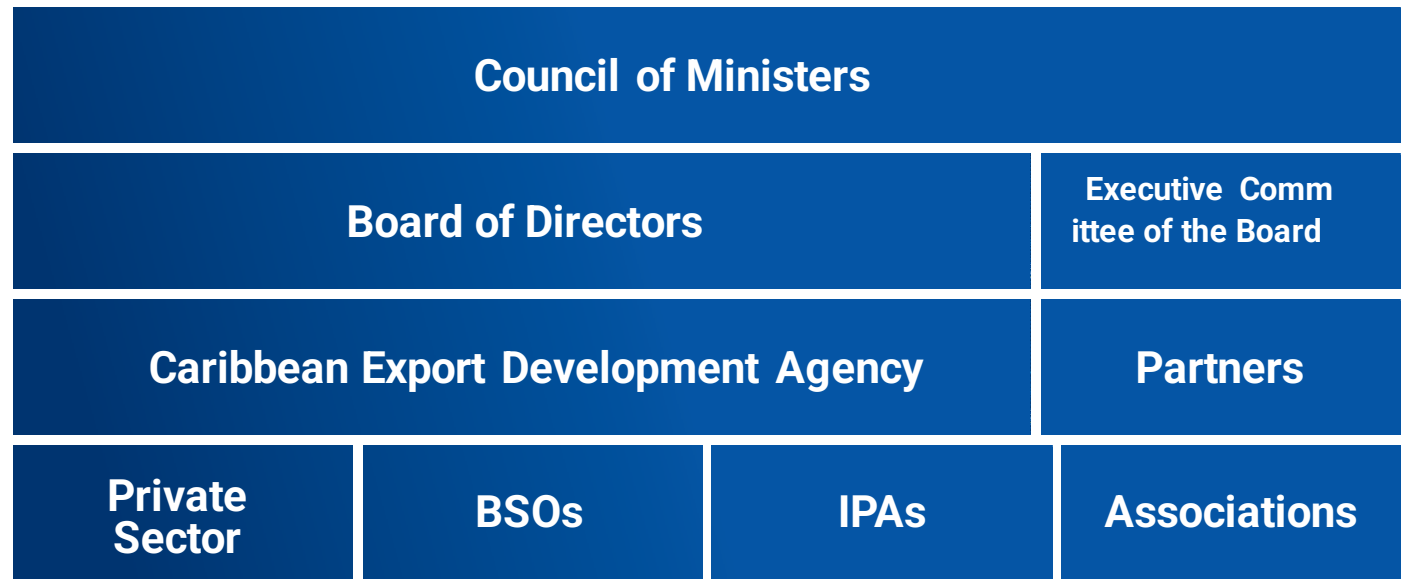 Council of Ministers
Board of Directors
Executive Comm
ittee of the Board
Caribbean Export Development Agency
Partners
Private
Sector
BSOs
IPAs
Associations